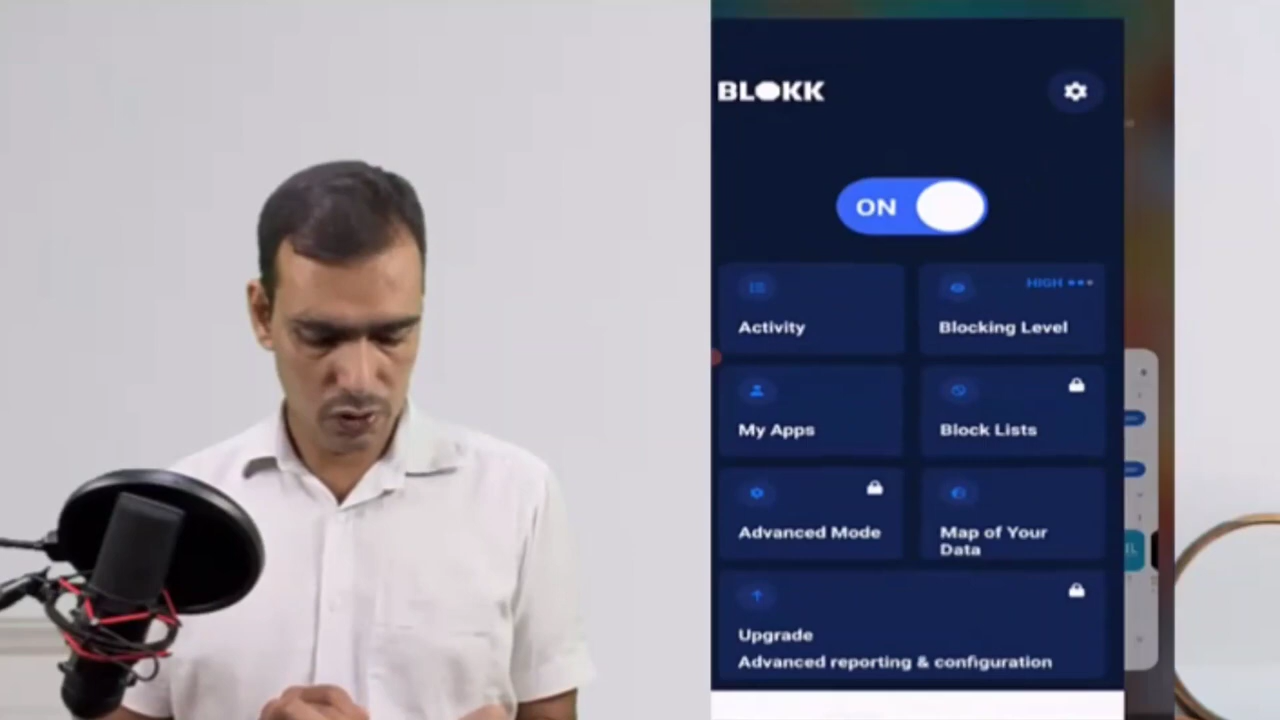 BLOKK
ON
HIGH
Activity
Blocking Level
My Apps
Block Lists
Advanced Mode
Map of Your
Data
Upgrade
Advanced reporting & configuration